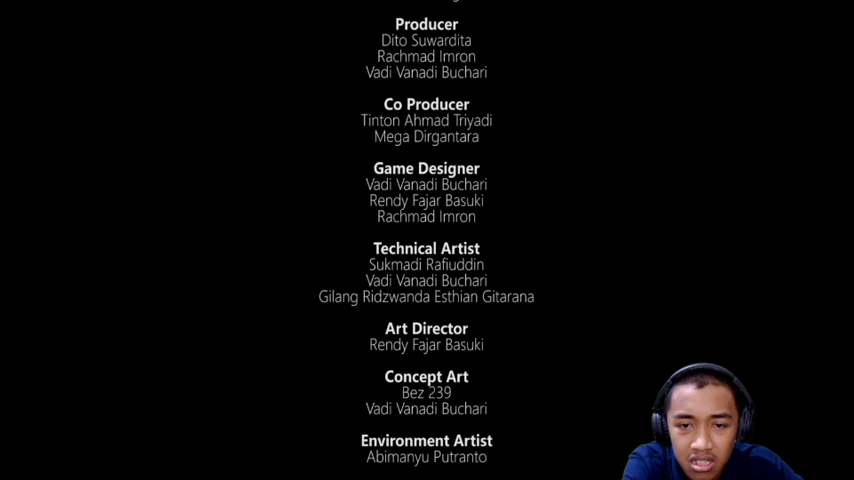 Producer
Dito Suwardita
Rachmad Imron
Vadi Vanadi Buchari
Co Producer
Tinton Ahmad Triyadi
Mega Dirgantara
Game Designer
Vadi Vanadi Buchari
Rendy Fajar Basuki
Rachmad Imron
Technical Artist
Sukmadi Rafiuddin
Vadi Vanadi Buchari
Gilang Ridzwanda Esthian Gitarana
Art Director
Rendy Fajar Basuki
Concept Art
Bez 239
Vadi Vanadi Buchari
Environment Artist
Abimanyu Putranto